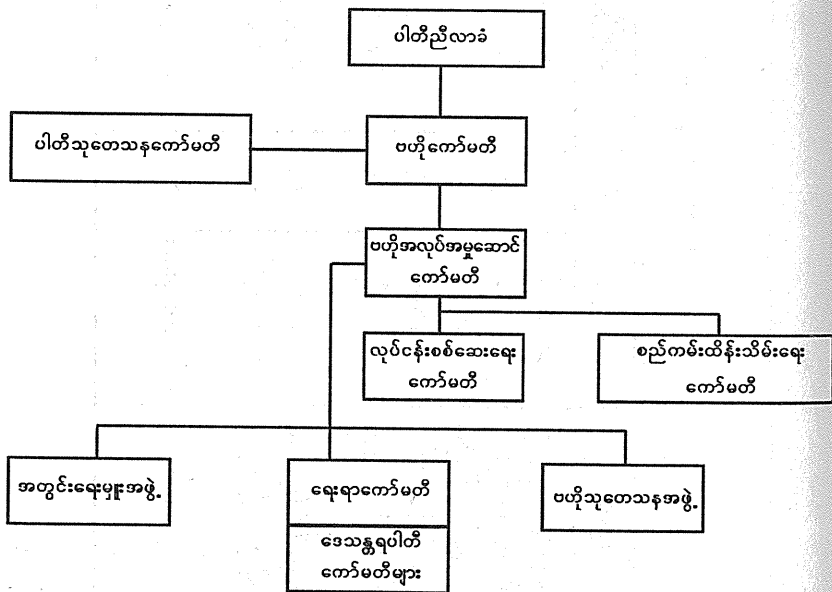 ပါတီညီလာခံ
ပါတီသုတေသနကော်မတီ
ဗဟိုကော်မတီ
ဗဟိုအလုပ်အမှုဆောင်
ကော်မတီ
လုပ်ငန်းစစ်ဆေးရေး
ကော်မတီ
စည်ကမ်းထိန်းသိမ်းရေး
ကော်မတီ
အတွင်းရေးမှူးအဖွဲ့
ရေးရာကော်မတီ
ဒေသန္တရပါတီ
ကော်မတီများ
ဗဟိုသုတေသနအဖွဲ့